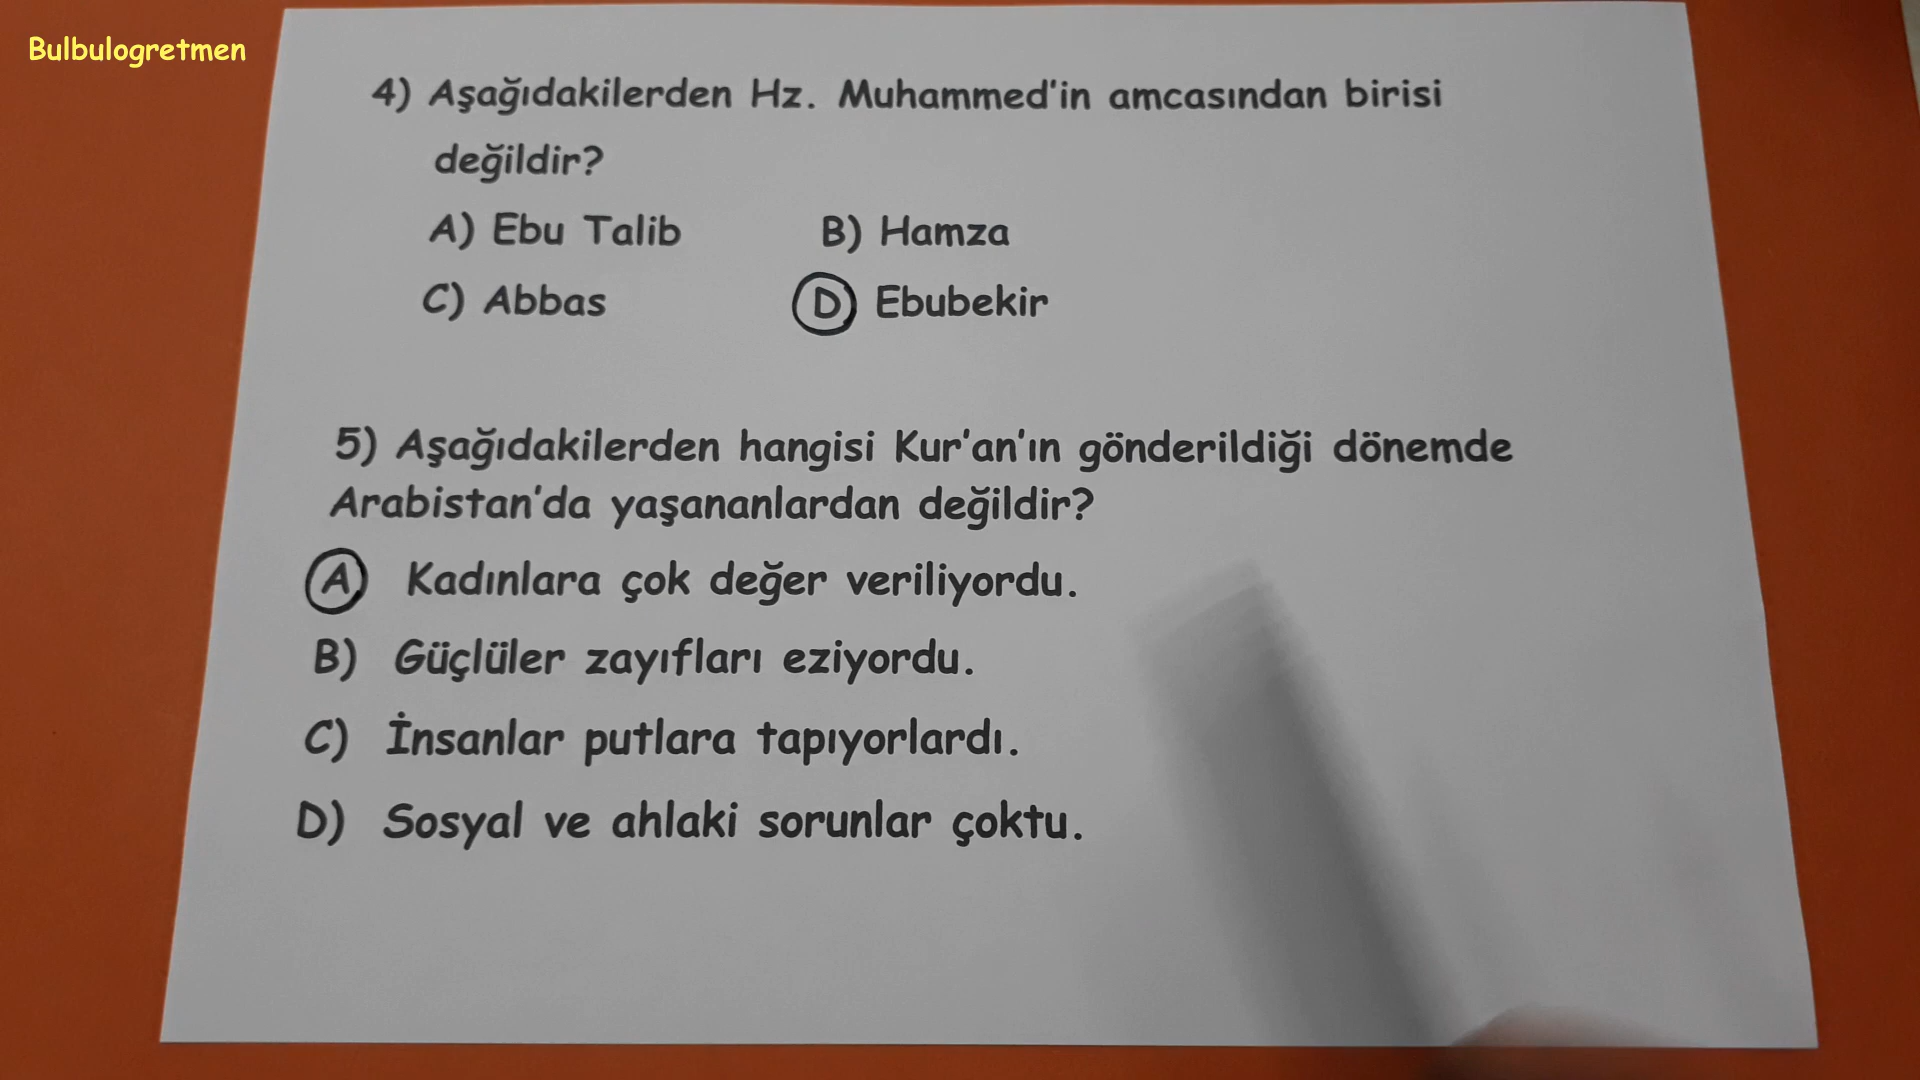 Bulbulogretmen
4) Aşağıdakilerden Hz. Muhammed'in amcasından birisi
değildir?
A) Ebu Talib B) Hamza
C) Abbas D) Ebubekir
5) Aşağıdakilerden hangisi Kur'an'ın gönderildiği dönemde
Arabistan'da yaşananlardan değildir?
A) Kadınlara çok değer veriliyordu.
B) Güçlüler zayıfları eziyordu.
C) İnsanlar putlara tapıyorlardı.
D) Sosyal ve ahlaki sorunlar çoktu.